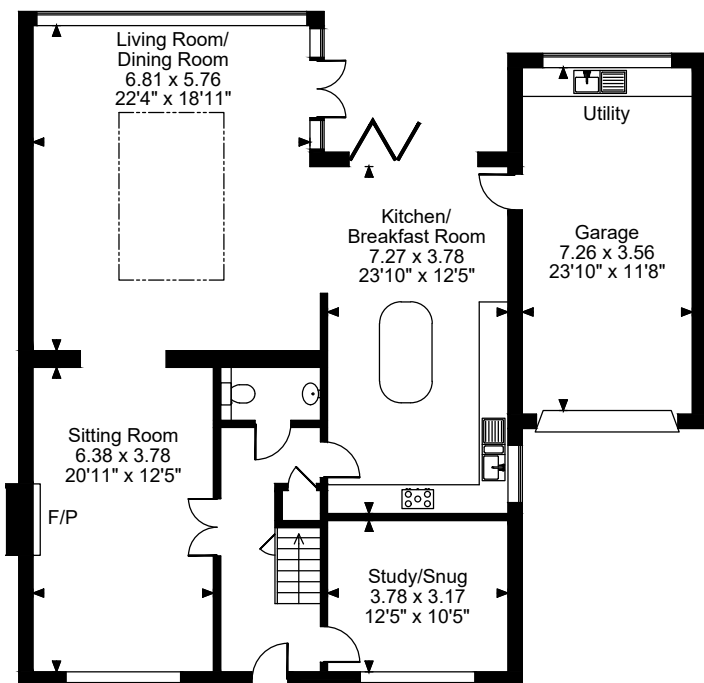 Living Room/
Dining Room
6.81 x 5.76
22'4" x 18'11"
Utility
Kitchen/
Breakfast Room
7.27 x 3.78
23'10" x 12'5"
Garage
7.26 x 3.56
23'10" x 11'8"
Sitting Room
6.38 x 3.78
20'11" x 12'5"
F/P
Study/Snug
3.78 x 3.17
12'5" x 10'5"